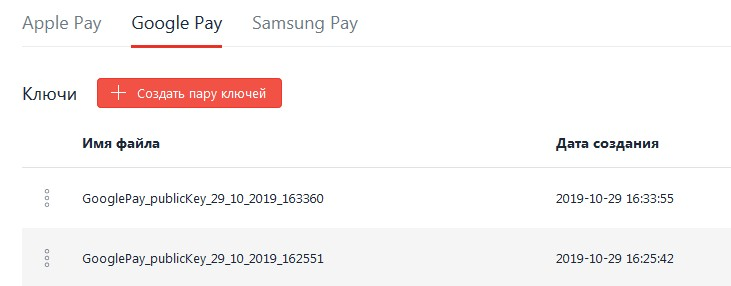 Apple Pay Google Pay Samsung Pay
Ключи Создать пару ключей
Имя файла Дата создания
GooglePay_publicKey_29_10_2019_163360 2019-10-29 16:33:55
GooglePay_publicKey_29_10_2019_162551 2019-10-29 16:25:42